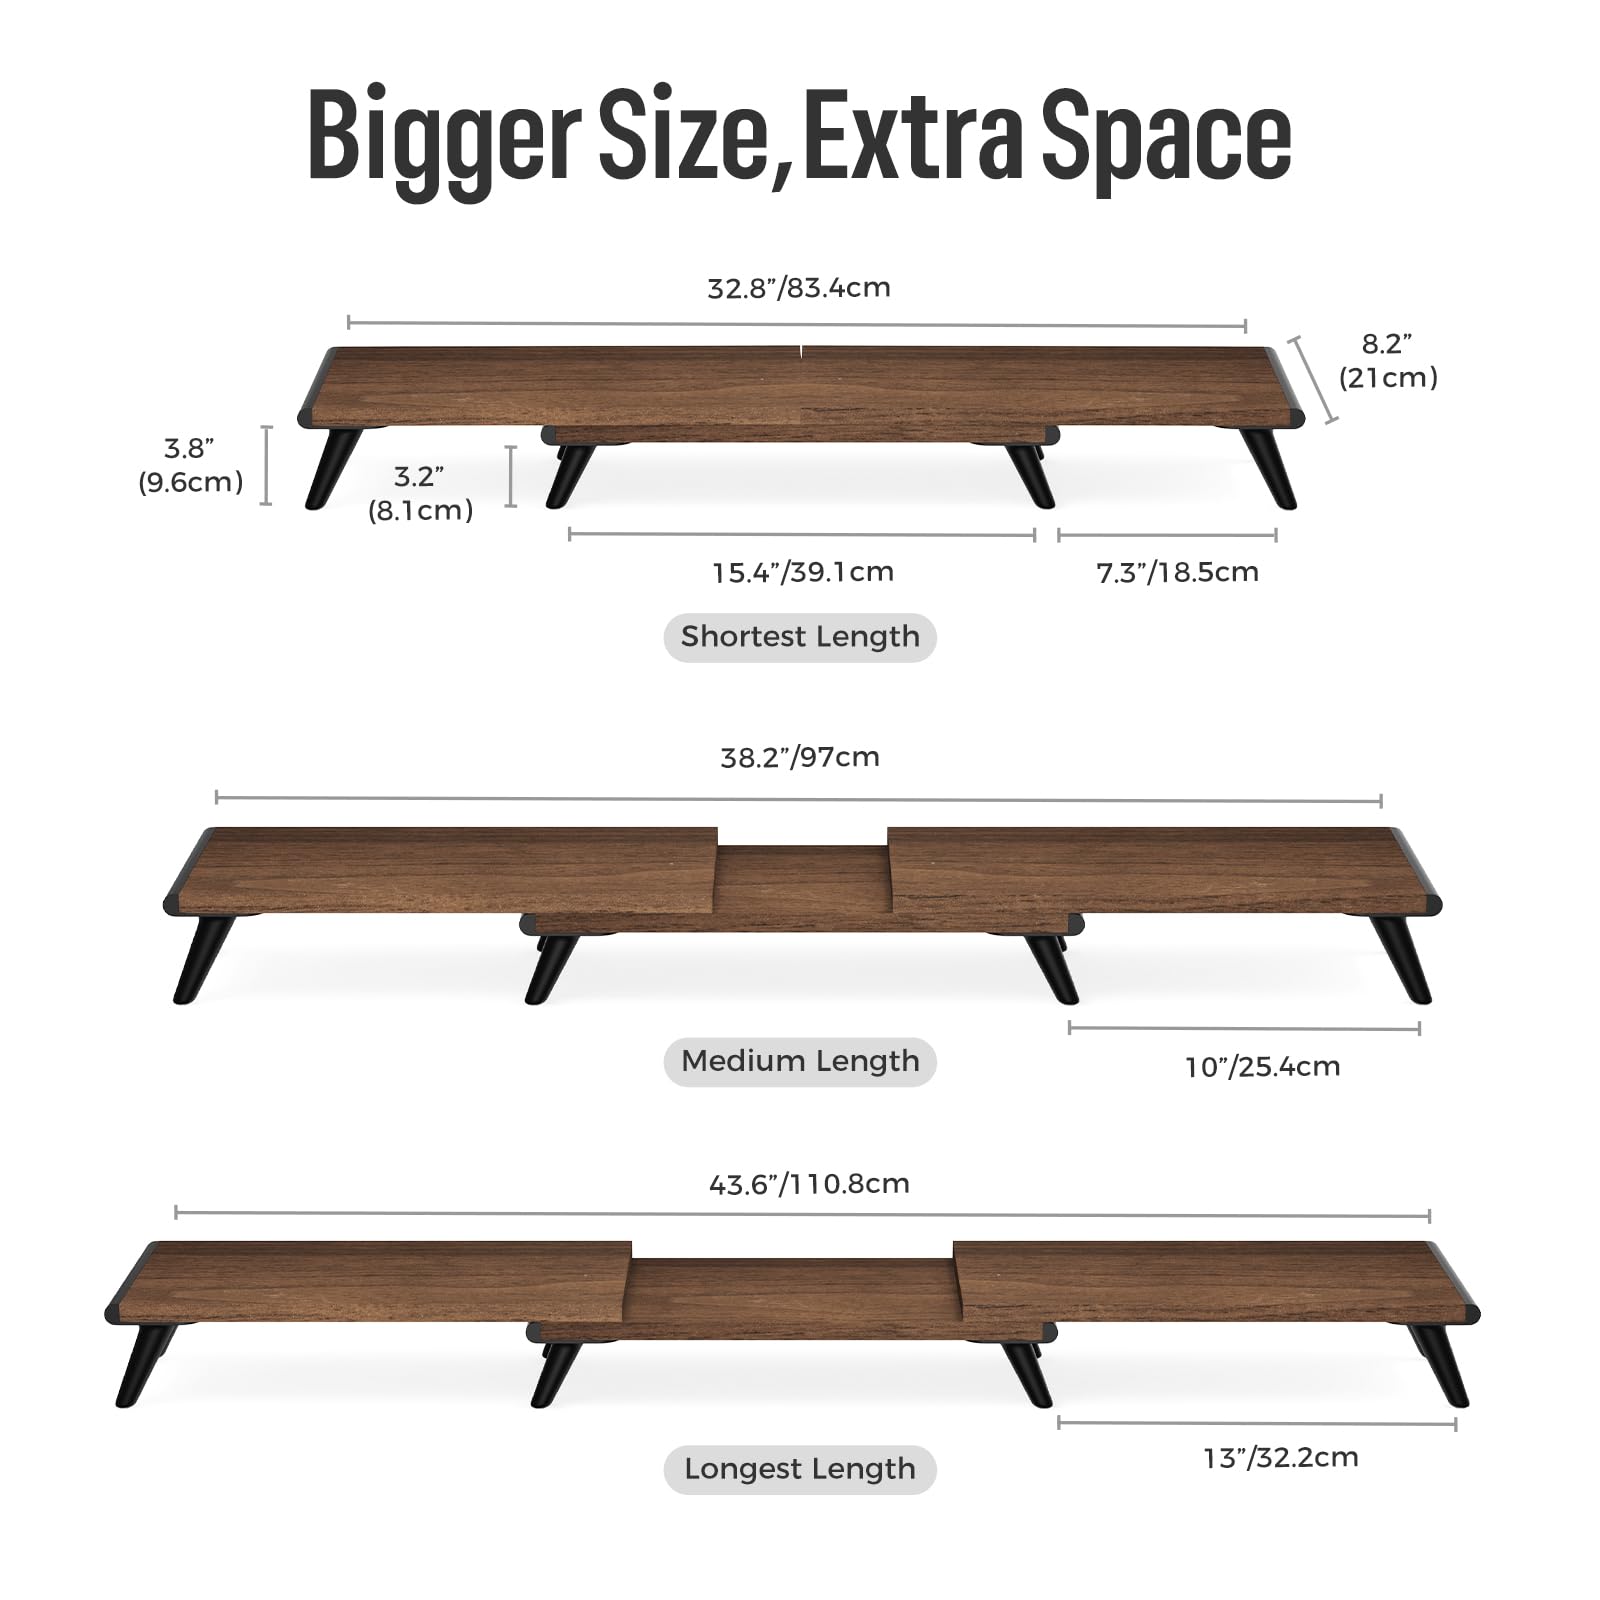 Bigger Size, Extra Space
32.8”/83.4cm
8.2”
(21cm)
3.8”
(9.6cm)
3.2”
(8.1cm)
15.4”/39.1cm
7.3”/18.5cm
Shortest Length
38.2”/97cm
Medium Length
10”/25.4cm
43.6”/110.8cm
13”/32.2cm
Longest Length